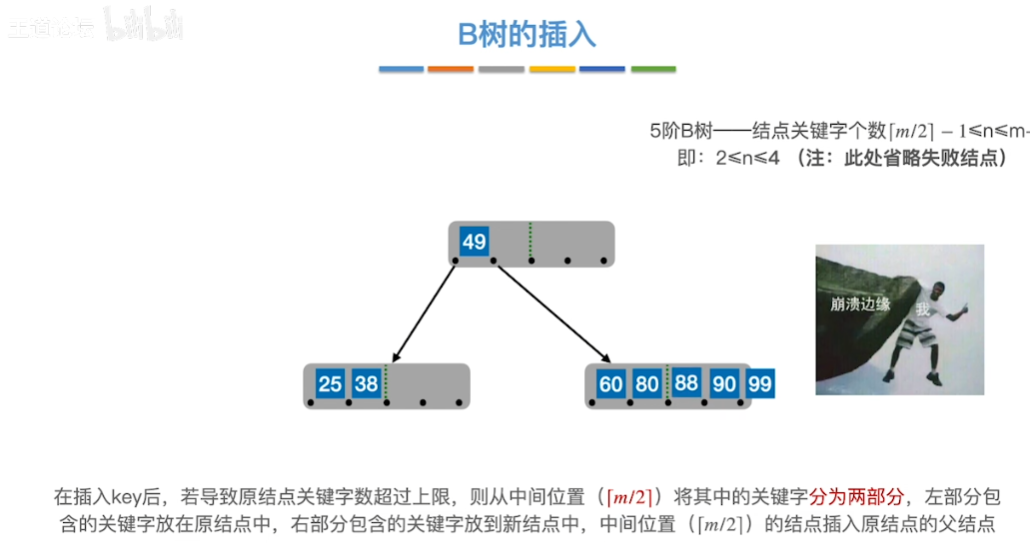 王道论坛 bilibili
B树的插入
5阶B树——结点关键字个数⌈m/2⌉ − 1≤n≤m-
即：2≤n≤4 （注：此处省略失败结点）
49
崩溃边缘 我
25 38 60 80 88 90 99
在插入key后，若导致原结点关键字数超过上限，则从中间位置（⌈m/2⌉）将其中的关键字分为两部分，左部分包
含的关键字放在原结点中，右部分包含的关键字放到新结点中，中间位置（⌈m/2⌉）的结点插入原结点的父结点